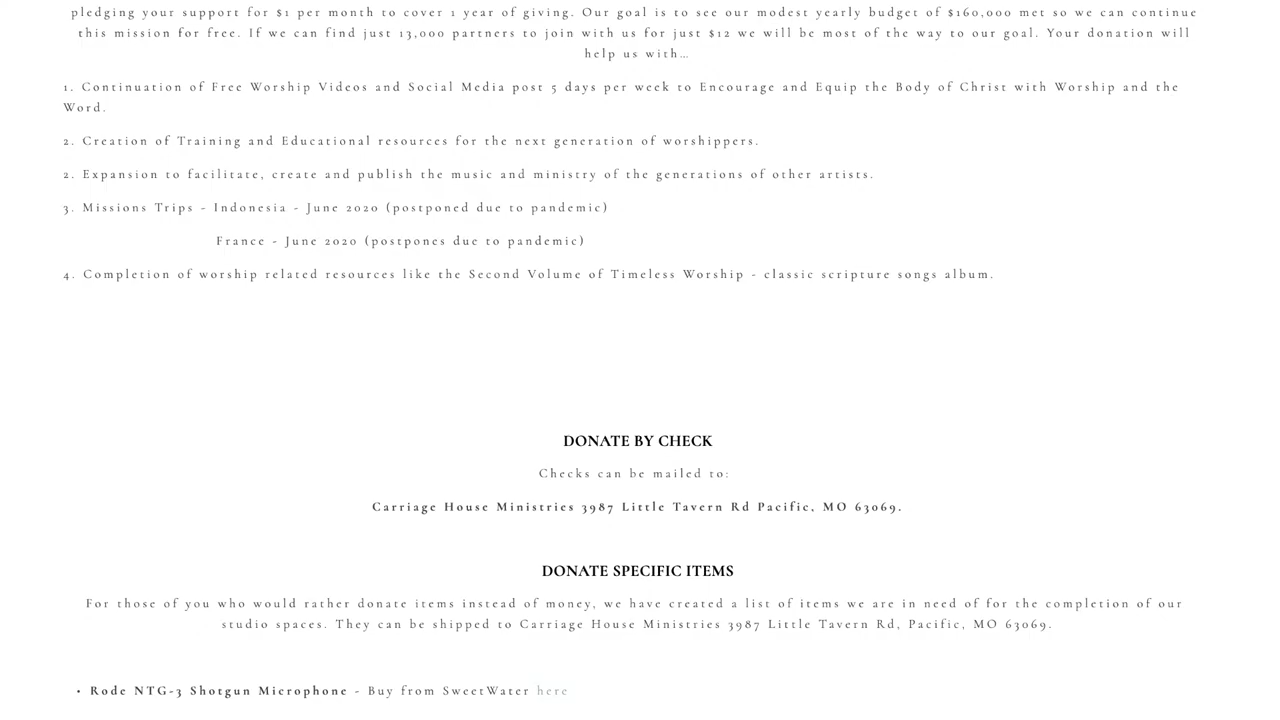 pledging your support for $1 per month to cover 1 year of giving. Our goal is to see our modest yearly budget of $160,000 met so we can continue
this mission for free. If we can find just 13,000 partners to join with us for just $12 we will be most of the way to our goal. Your donation will
help us with...
1. Continuation of Free Worship Videos and Social Media post 5 days per week to Encourage and Equip the Body of Christ with Worship and the
Word.
2. Creation of Training and Educational resources for the next generation of worshippers.
2. Expansion to facilitate, create and publish the music and ministry of the generations of other artists.
3. Missions Trips - Indonesia - June 2020 (postponed due to pandemic)
France - June 2020 (postpones due to pandemic)
4. Completion of worship related resources like the Second Volume of Timeless Worship - classic scripture songs album.
DONATE BY CHECK
Checks can be mailed to:
Carriage House Ministries 3987 Little Tavern Rd Pacific, MO 63069.
DONATE SPECIFIC ITEMS
For those of you who would rather donate items instead of money, we have created a list of items we are in need of for the completion of our
studio spaces. They can be shipped to Carriage House Ministries 3987 Little Tavern Rd, Pacific, MO 63069.
• Rode NTG-3 Shotgun Microphone - Buy from SweetWater here